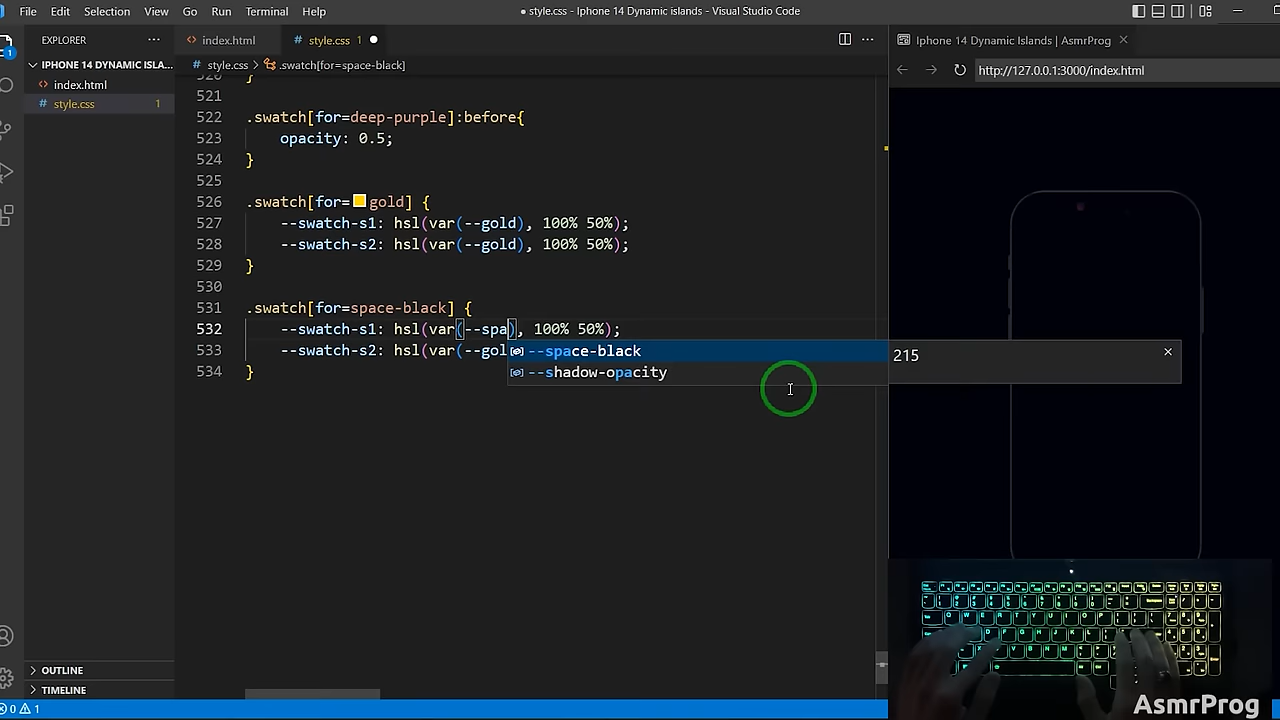 File Edit Selection View Go Run Terminal Help
● style.css - Iphone 14 Dynamic islands - Visual Studio Code
EXPLORER ...
index.html
style.css 1 ●
Iphone 14 Dynamic Islands | AsmrProg ×
1
IPHONE 14 DYNAMIC ISLA...
style.css > .swatch[for=space-black]
http://127.0.0.1:3000/index.html
index.html
style.css 1
520 }
521
522 .swatch[for=deep-purple]:before{
523 opacity: 0.5;
524 }
525
526 .swatch[for=gold] {
527 --swatch-s1: hsl(var(--gold), 100% 50%);
528 --swatch-s2: hsl(var(--gold), 100% 50%);
529 }
530
531 .swatch[for=space-black] {
532 --swatch-s1: hsl(var(--spa), 100% 50%);
533 --swatch-s2: hsl(var(--gol
534 }
--space-black
--shadow-opacity
215 ×
OUTLINE
TIMELINE
0 1
AsmrProg